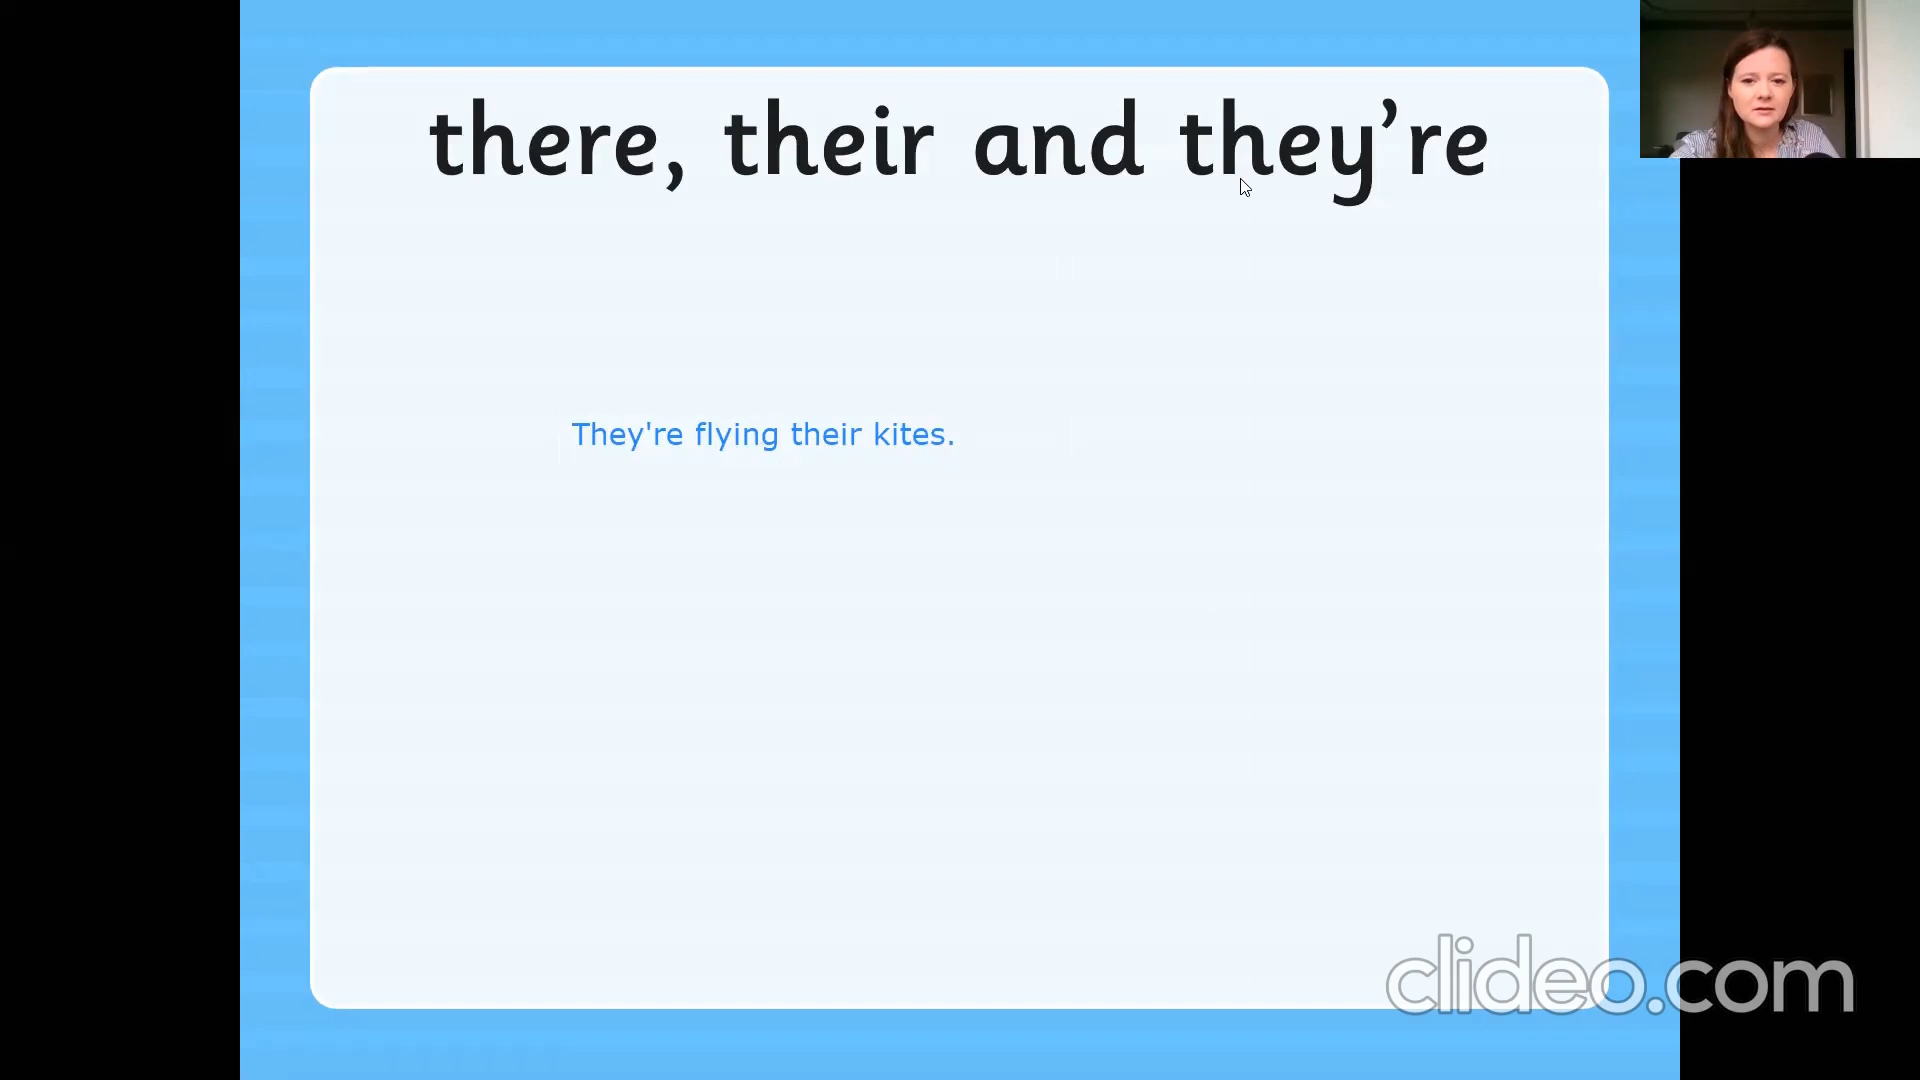 there, their and they’re
They're flying their kites.
clideo.com